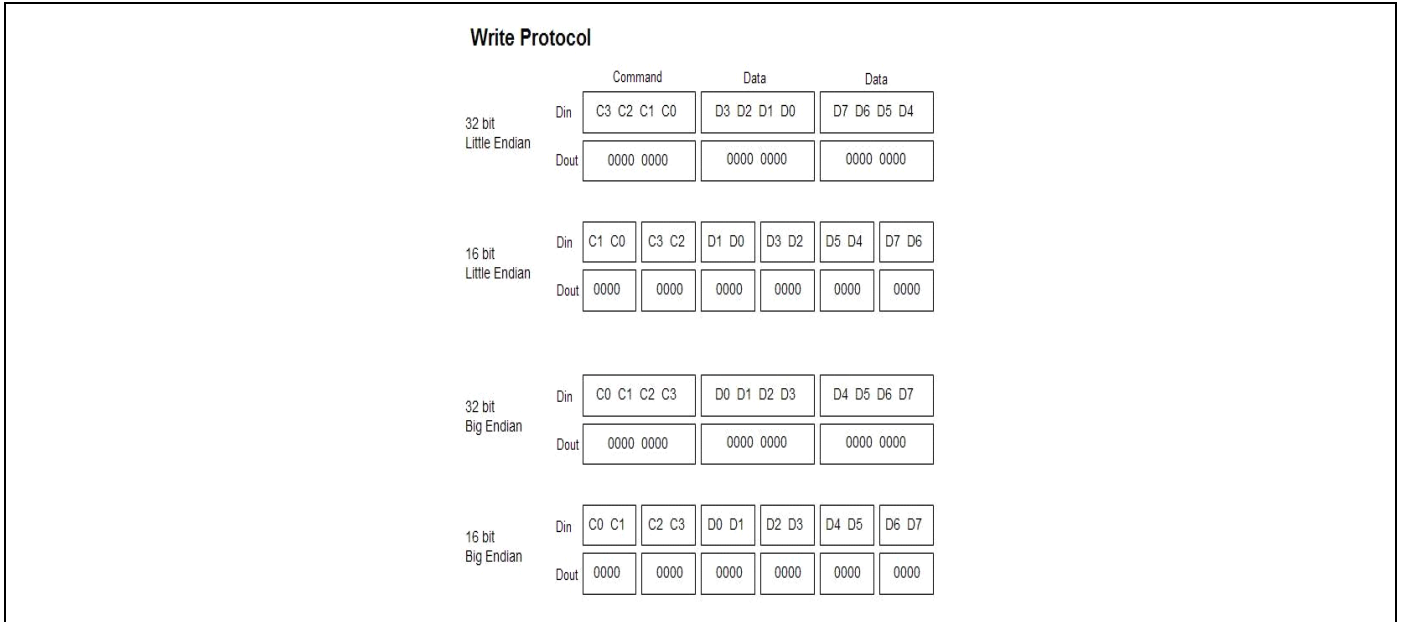 Write Protocol
Command Data Data
32 bit
Little Endian
Din C3 C2 C1 C0 D3 D2 D1 D0 D7 D6 D5 D4
Dout 0000 0000 0000 0000 0000 0000
16 bit
Little Endian
Din C1 C0 C3 C2 D1 D0 D3 D2 D5 D4 D7 D6
Dout 0000 0000 0000 0000 0000 0000
32 bit
Big Endian
Din C0 C1 C2 C3 D0 D1 D2 D3 D4 D5 D6 D7
Dout 0000 0000 0000 0000 0000 0000
16 bit
Big Endian
Din C0 C1 C2 C3 D0 D1 D2 D3 D4 D5 D6 D7
Dout 0000 0000 0000 0000 0000 0000